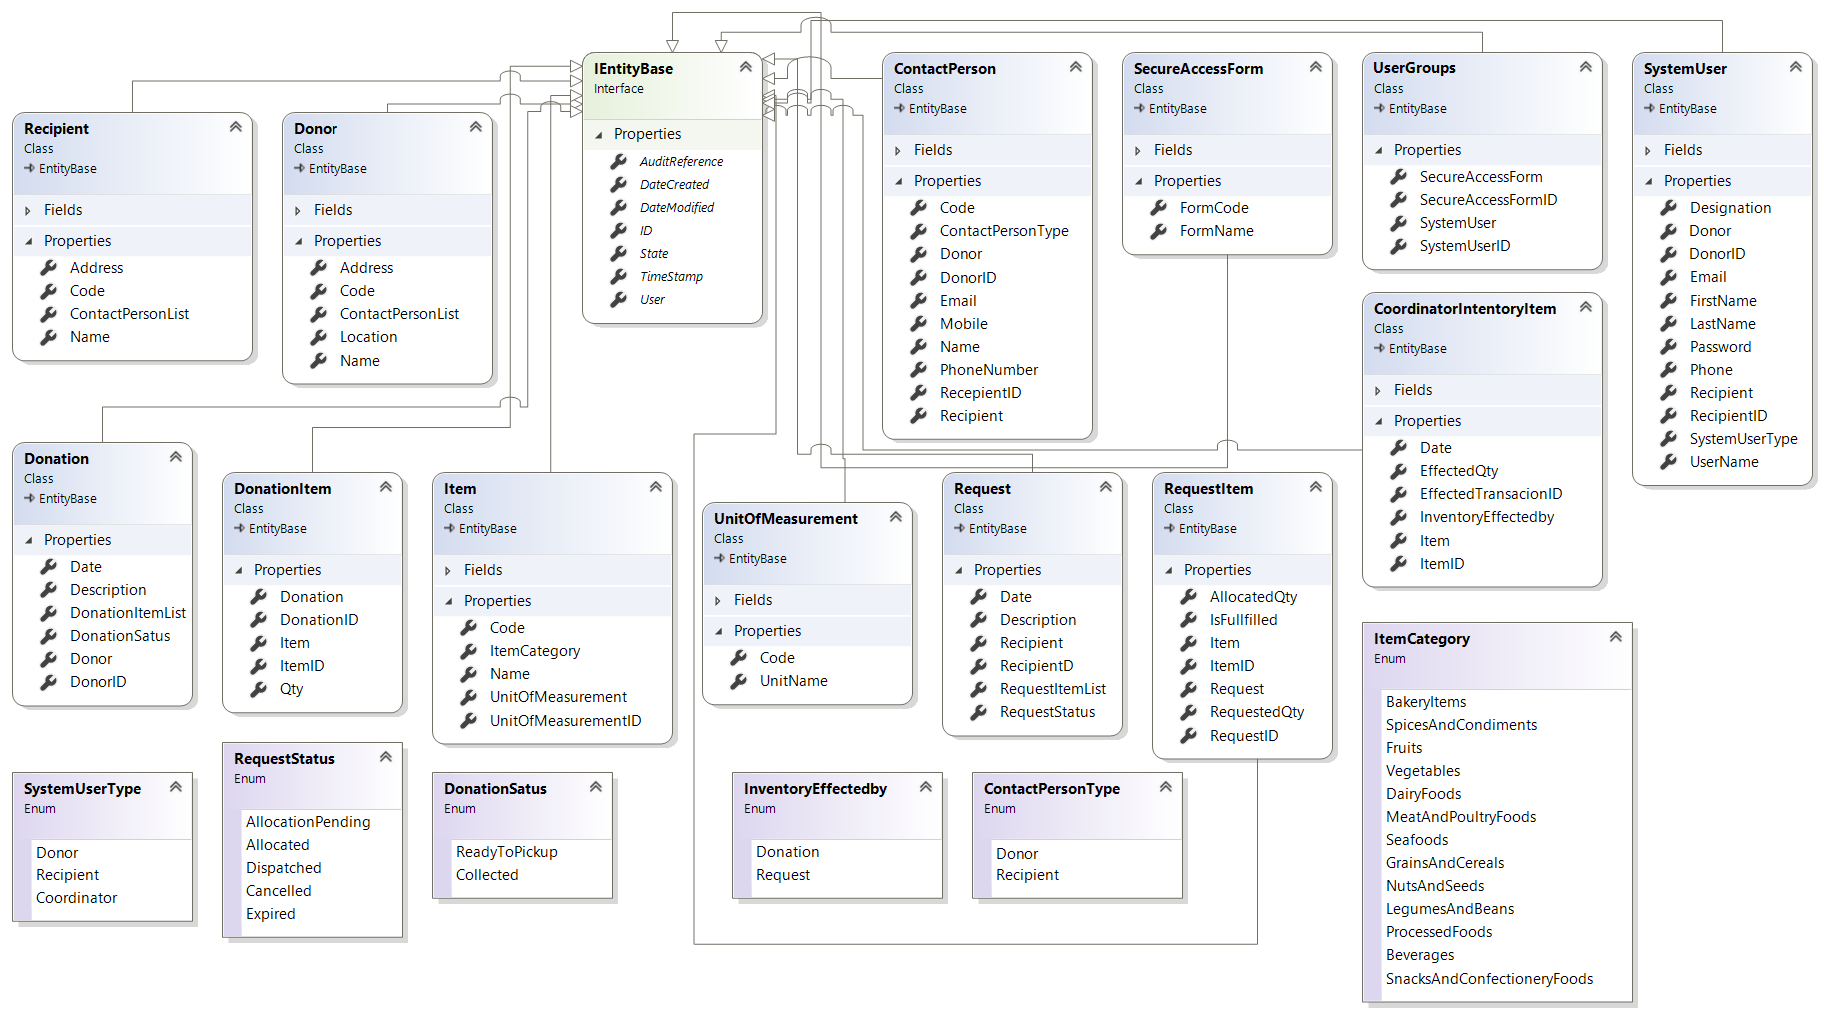 IEntityBase
Interface
Properties
AuditReference
DateCreated
DateModified
ID
State
TimeStamp
User
ContactPerson
Class
EntityBase
Fields
Properties
Code
ContactPersonType
Donor
DonorID
Email
Mobile
Name
PhoneNumber
RecepientID
Recipient
SecureAccessForm
Class
EntityBase
Fields
Properties
FormCode
FormName
UserGroups
Class
EntityBase
Properties
SecureAccessForm
SecureAccessFormID
SystemUser
SystemUserID
SystemUser
Class
EntityBase
Fields
Properties
Designation
Donor
DonorID
Email
FirstName
LastName
Password
Phone
Recipient
RecipientID
SystemUserType
UserName
Recipient
Class
EntityBase
Fields
Properties
Address
Code
ContactPersonList
Name
Donor
Class
EntityBase
Fields
Properties
Address
Code
ContactPersonList
Location
Name
CoordinatorIntentoryItem
Class
EntityBase
Fields
Properties
Date
EffectedQty
EffectedTransacionID
InventoryEffectedby
Item
ItemID
Donation
Class
EntityBase
Properties
Date
Description
DonationItemList
DonationSatus
Donor
DonorID
DonationItem
Class
EntityBase
Properties
Donation
DonationID
Item
ItemID
Qty
Item
Class
EntityBase
Fields
Properties
Code
ItemCategory
Name
UnitOfMeasurement
UnitOfMeasurementID
UnitOfMeasurement
Class
EntityBase
Fields
Properties
Code
UnitName
Request
Class
EntityBase
Properties
Date
Description
Recipient
RecipientD
RequestItemList
RequestStatus
RequestItem
Class
EntityBase
Properties
AllocatedQty
IsFullfilled
Item
ItemID
Request
RequestedQty
RequestID
ItemCategory
Enum
BakeryItems
SpicesAndCondiments
Fruits
Vegetables
DairyFoods
MeatAndPoultryFoods
Seafoods
GrainsAndCereals
NutsAndSeeds
LegumesAndBeans
ProcessedFoods
Beverages
SnacksAndConfectioneryFoods
SystemUserType
Enum
Donor
Recipient
Coordinator
RequestStatus
Enum
AllocationPending
Allocated
Dispatched
Cancelled
Expired
DonationSatus
Enum
ReadyToPickup
Collected
InventoryEffectedby
Enum
Donation
Request
ContactPersonType
Enum
Donor
Recipient